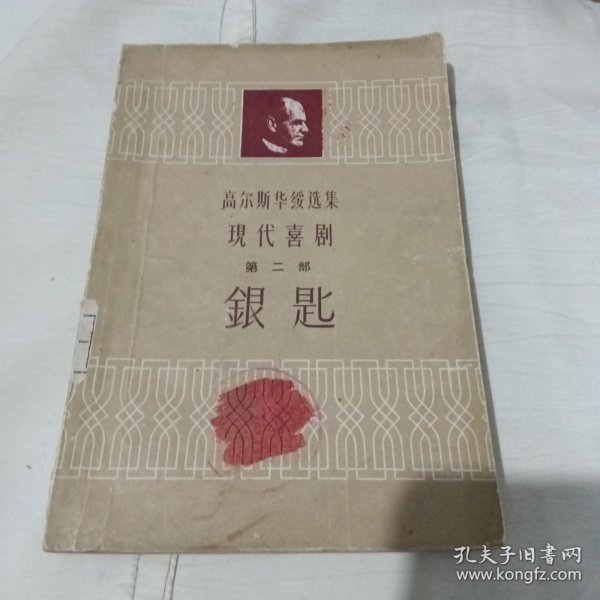 高尔斯华绥选集
現代喜剧
第二部
銀匙
孔夫子旧书网
www.kongfz.com